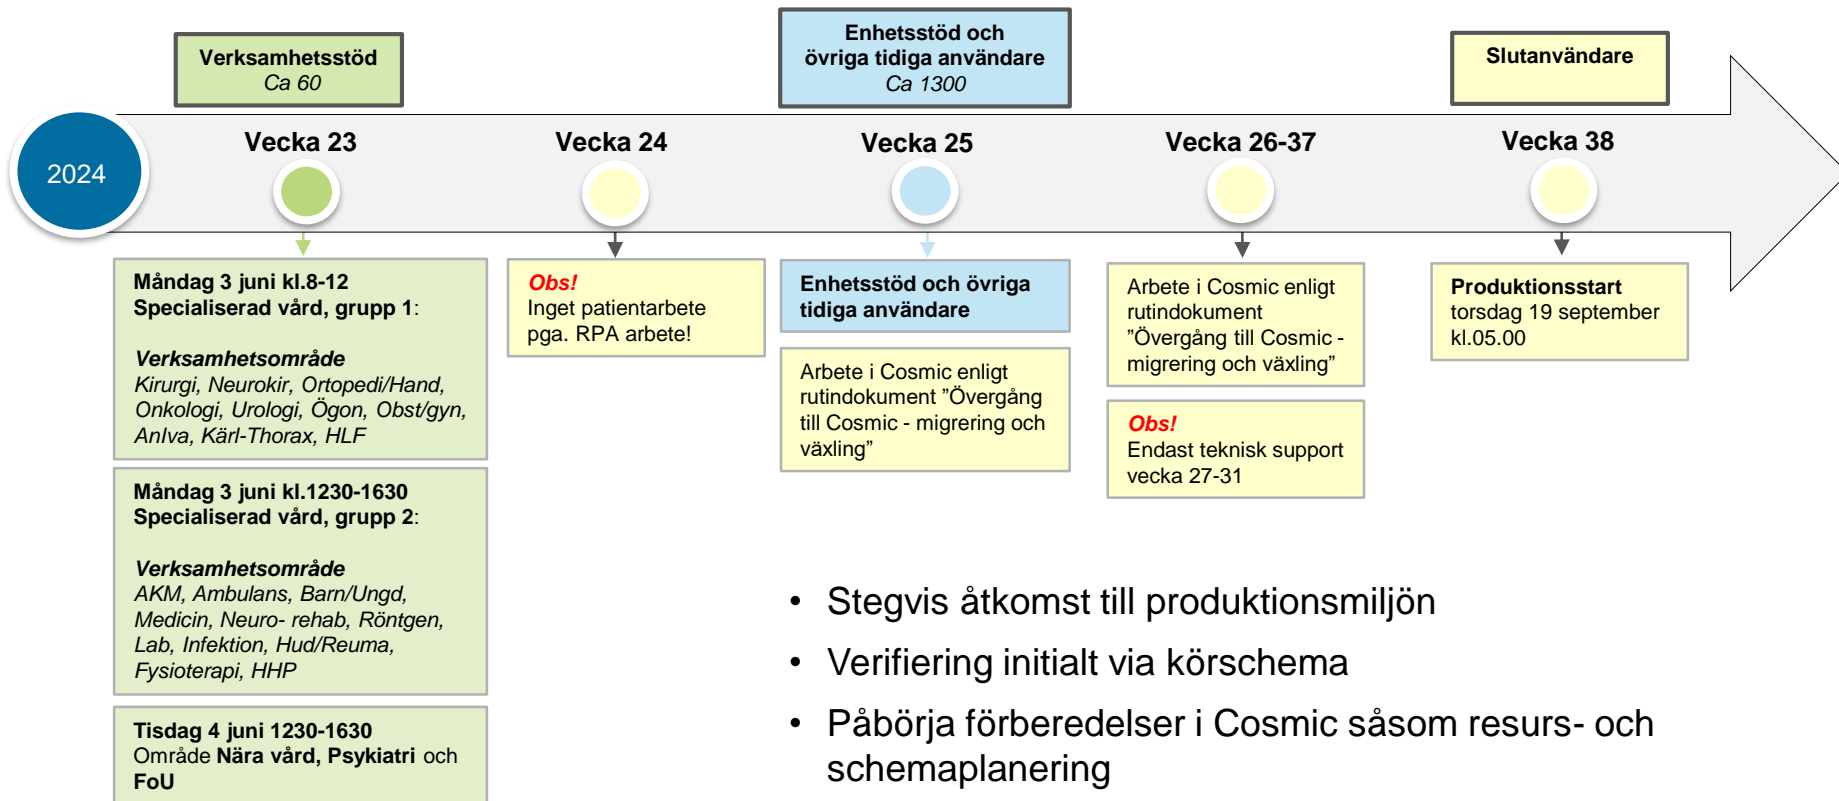 Verksamhetsstöd
Ca 60
Enhetsstöd och
övriga tidiga användare
Ca 1300
Slutanvändare
2024
Vecka 23
Vecka 24
Vecka 25
Vecka 26-37
Vecka 38
Måndag 3 juni kl.8-12
Specialiserad vård, grupp 1:
Verksamhetsområde
Kirurgi, Neurokir, Ortopedi/Hand,
Onkologi, Urologi, Ögon, Obst/gyn,
AnIva, Kärl-Thorax, HLF
Måndag 3 juni kl.1230-1630
Specialiserad vård, grupp 2:
Verksamhetsområde
AKM, Ambulans, Barn/Ungd,
Medicin, Neuro- rehab, Röntgen,
Lab, Infektion, Hud/Reuma,
Fysioterapi, HHP
Tisdag 4 juni 1230-1630
Område Nära vård, Psykiatri och
FoU
Obs!
Inget patientarbete
pga. RPA arbete!
Enhetsstöd och övriga
tidiga användare
Arbete i Cosmic enligt
rutindokument ”Övergång
till Cosmic - migrering och
växling”
Arbete i Cosmic enligt
rutindokument
”Övergång till Cosmic -
migrering och växling”
Obs!
Endast teknisk support
vecka 27-31
Produktionsstart
torsdag 19 september
kl.05.00
• Stegvis åtkomst till produktionsmiljön
• Verifiering initialt via körschema
• Påbörja förberedelser i Cosmic såsom resurs- och
schemaplanering